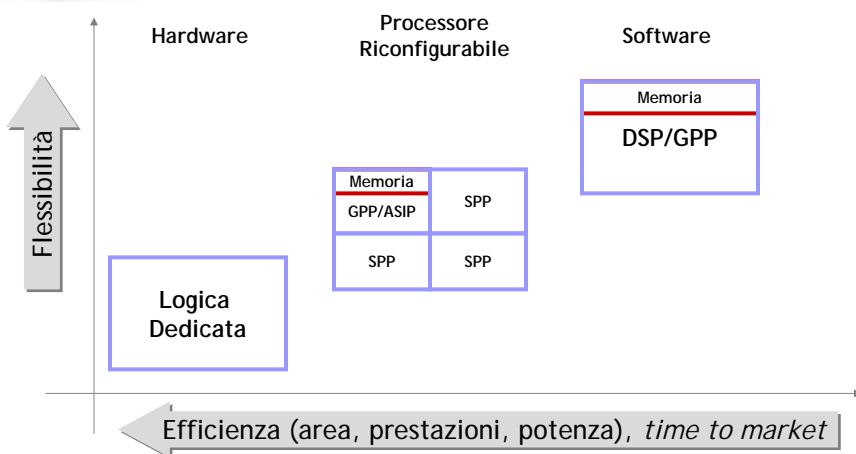 Hardware
Processore
Riconfigurabile
Software
Flessibilità
Memoria
DSP/GPP
Memoria
GPP/ASIP
SPP
SPP
SPP
Logica
Dedicata
Efficienza (area, prestazioni, potenza), time to market